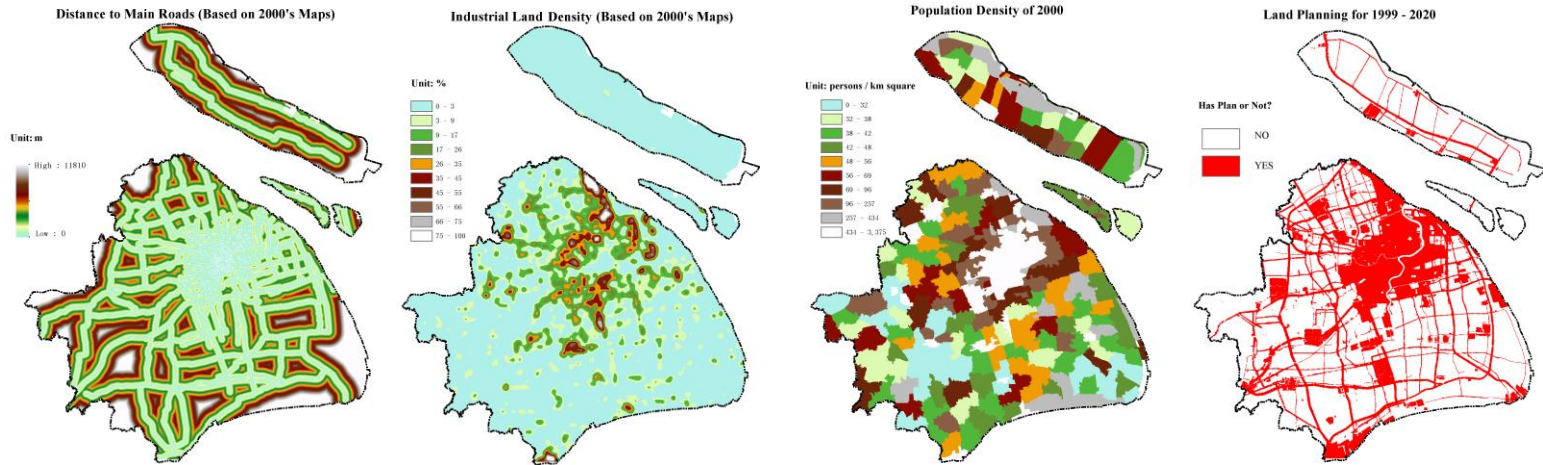 Distance to Main Roads (Based on 2000's Maps)
Unit: m
High : 11810
Low : 0
Industrial Land Density (Based on 2000's Maps)
Unit: %
0 - 3
3 - 9
9 - 17
17 - 26
26 - 35
35 - 45
45 - 55
55 - 66
66 - 75
75 - 100
Population Density of 2000
Unit: persons / km square
0 - 32
32 - 38
38 - 42
42 - 48
48 - 56
56 - 69
69 - 96
96 - 257
257 - 434
434 - 3,375
Land Planning for 1999 - 2020
Has Plan or Not?
NO
YES